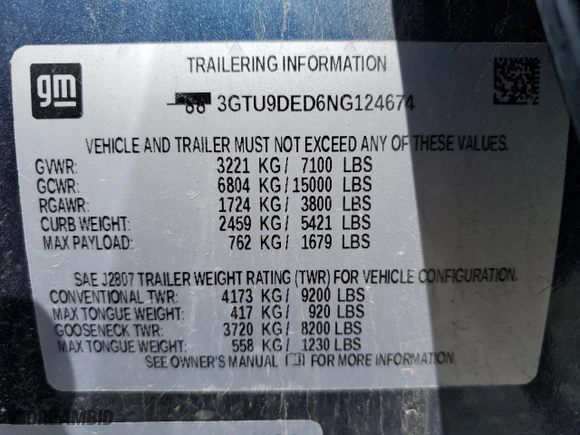 gm
TRAILERING INFORMATION
3GTU9DED6NG124674
VEHICLE AND TRAILER MUST NOT EXCEED ANY OF THESE VALUES.
GVWR: 3221 KG/ 7100 LBS
GCWR: 6804 KG/ 15000 LBS
RGAWR: 1724 KG/ 3800 LBS
CURB WEIGHT: 2459 KG/ 5421 LBS
MAX PAYLOAD: 762 KG/ 1679 LBS
SAE J2807 TRAILER WEIGHT RATING (TWR) FOR VEHICLE CONFIGURATION.
CONVENTIONAL TWR: 4173 KG/ 9200 LBS
MAX TONGUE WEIGHT: 417 KG/ 920 LBS
GOOSENECK TWR: 3720 KG/ 8200 LBS
MAX TONGUE WEIGHT: 558 KG/ 1230 LBS
SEE OWNER'S MANUAL FOR MORE INFORMATION
DREAMBID